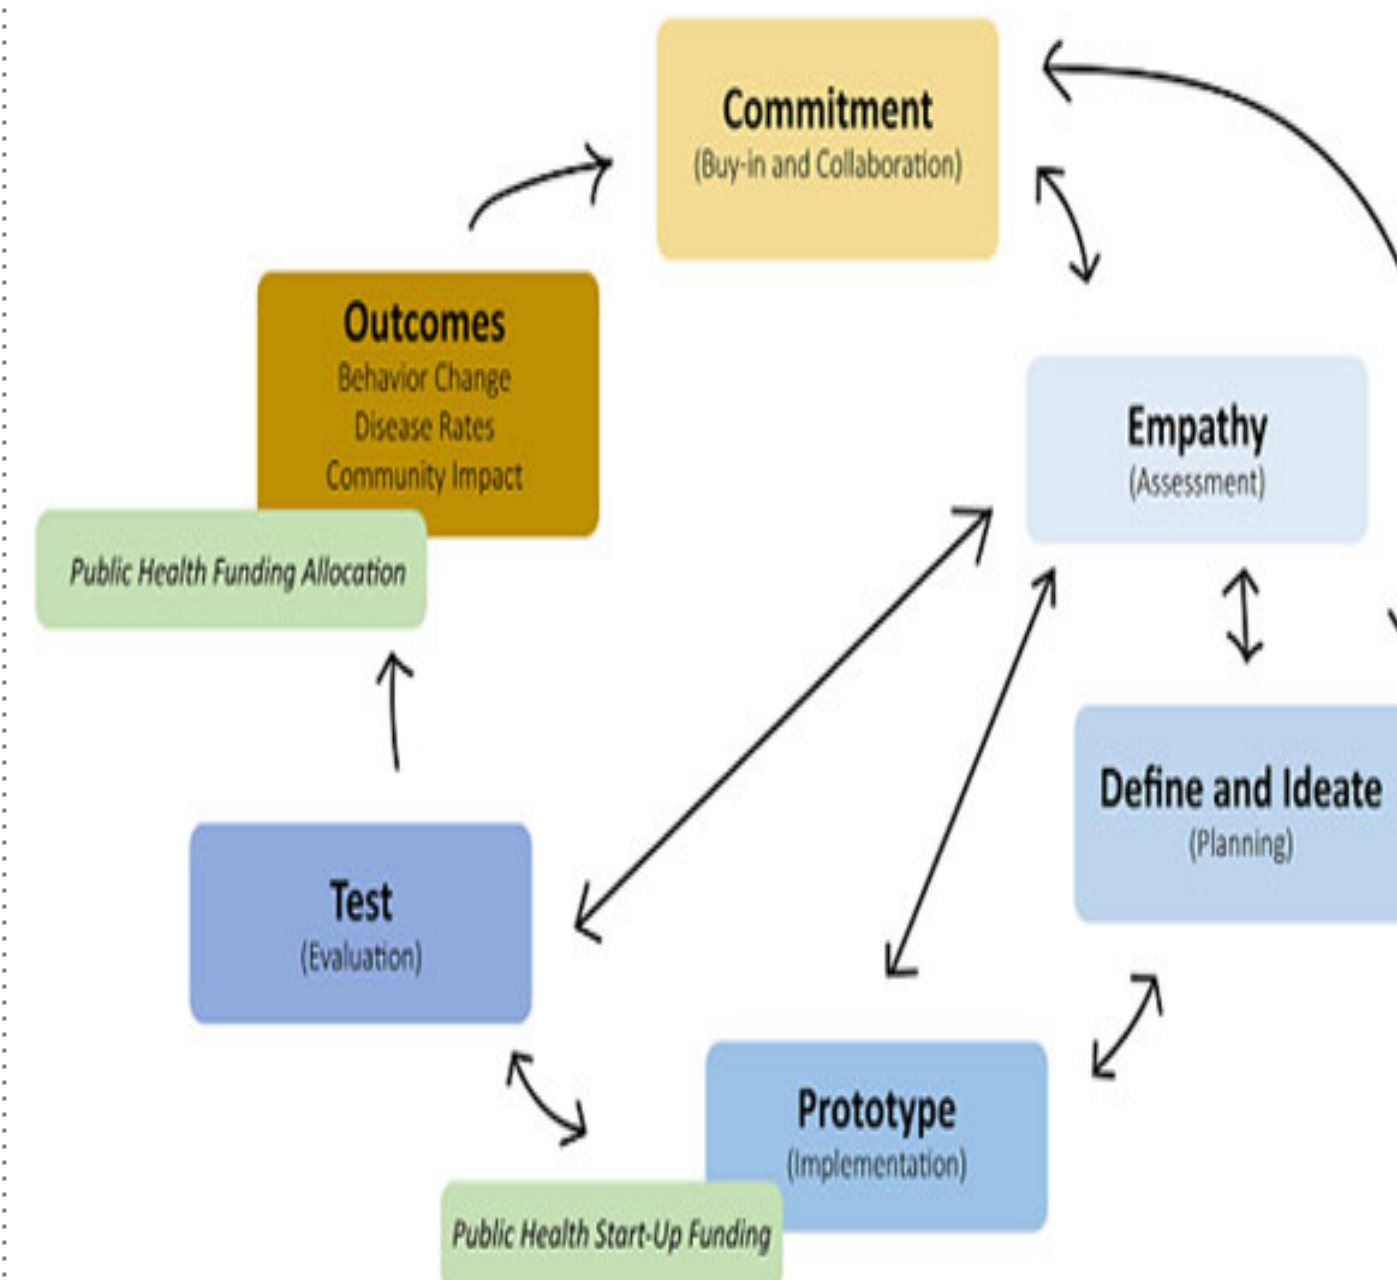 Commitment
(Buy-in and Collaboration)
Outcomes
Behavior Change
Disease Rates
Community Impact
Public Health Funding Allocation
Empathy
(Assessment)
Define and Ideate
(Planning)
Test
(Evaluation)
Prototype
(Implementation)
Public Health Start-Up Funding